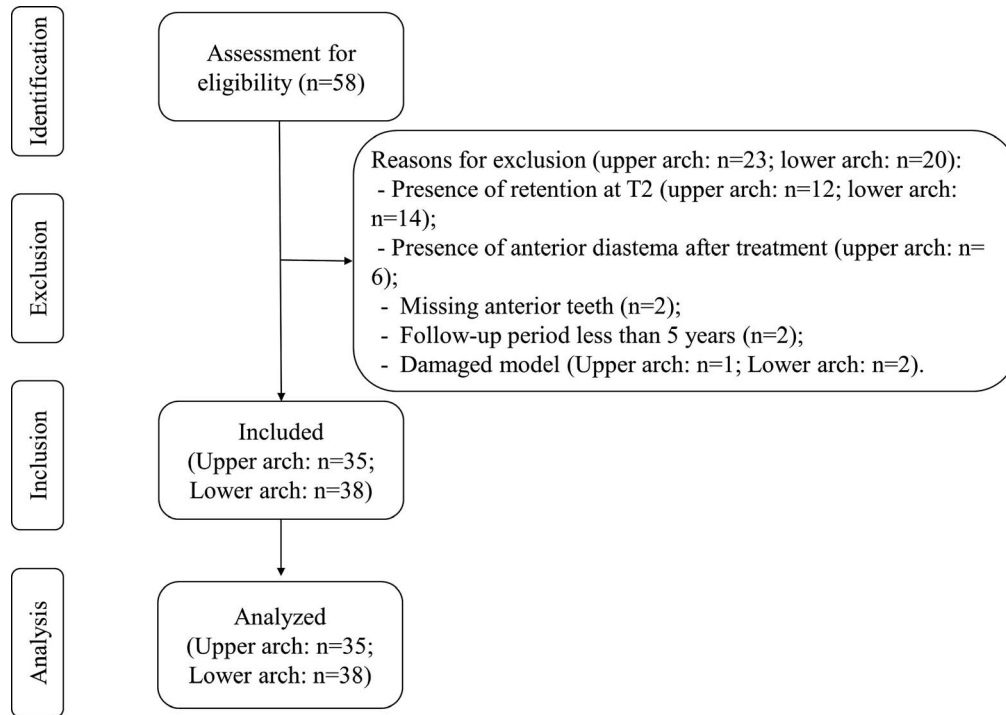 Identification
Assessment for
eligibility (n=58)
Exclusion
Reasons for exclusion (upper arch: n=23; lower arch: n=20):
- Presence of retention at T2 (upper arch: n=12; lower arch:
n=14);
- Presence of anterior diastema after treatment (upper arch: n=
6);
- Missing anterior teeth (n=2);
- Follow-up period less than 5 years (n=2);
- Damaged model (Upper arch: n=1; Lower arch: n=2).
Inclusion
Included
(Upper arch: n=35;
Lower arch: n=38)
Analysis
Analyzed
(Upper arch: n=35;
Lower arch: n=38)